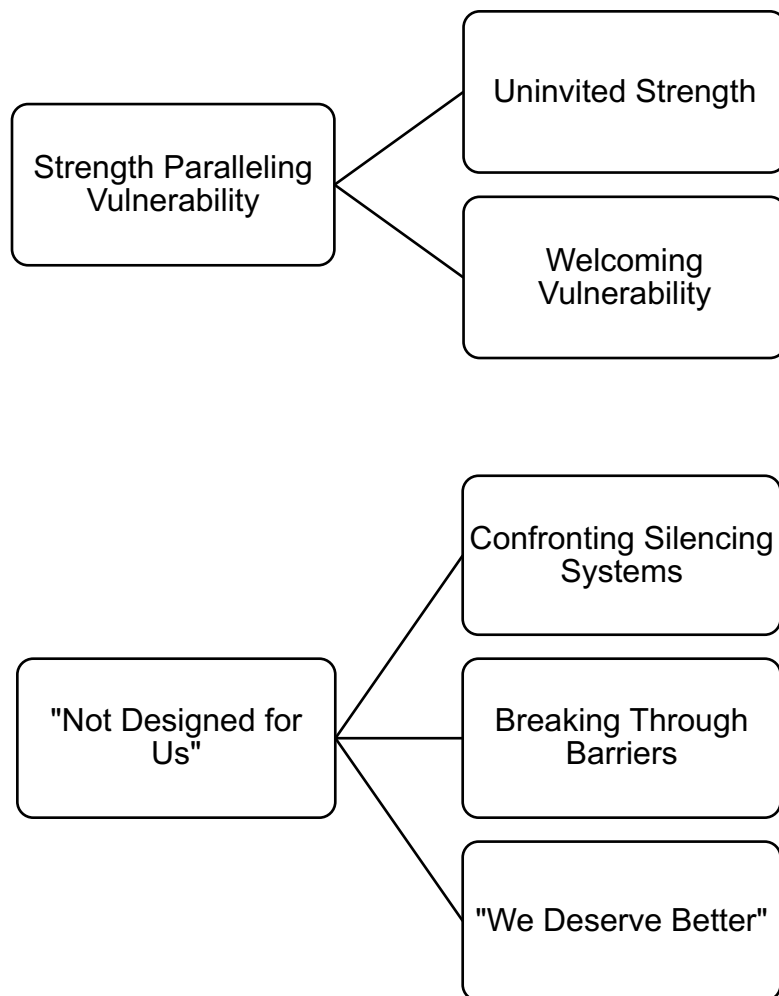 Strength Paralleling
Vulnerability
Uninvited Strength
Welcoming
Vulnerability
"Not Designed for
Us"
Confronting Silencing
Systems
Breaking Through
Barriers
"We Deserve Better"